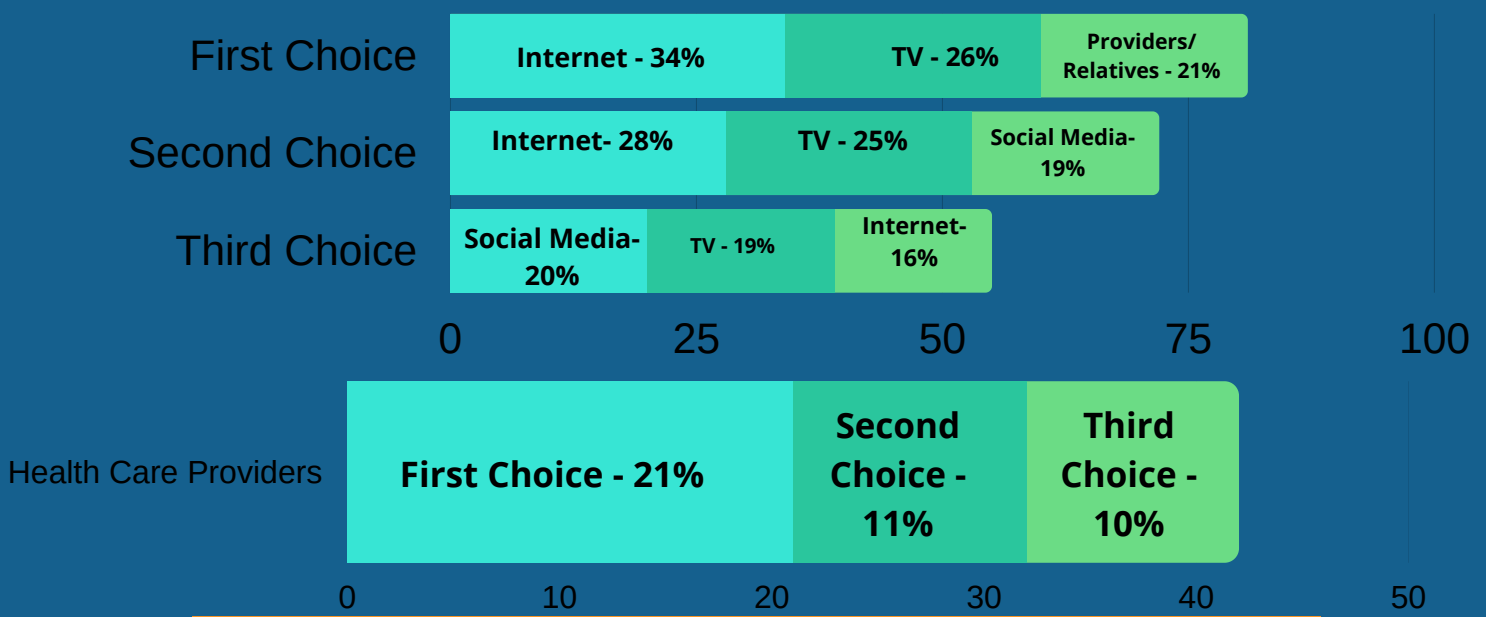 First Choice
Internet - 34%
TV - 26%
Providers/
Relatives - 21%
Second Choice
Internet- 28%
TV - 25%
Social Media-
19%
Third Choice
Social Media-
20%
TV - 19%
Internet-
16%
0 25 50 75 100
Health Care Providers
First Choice - 21%
Second
Choice -
11%
Third
Choice -
10%
0 10 20 30 40 50